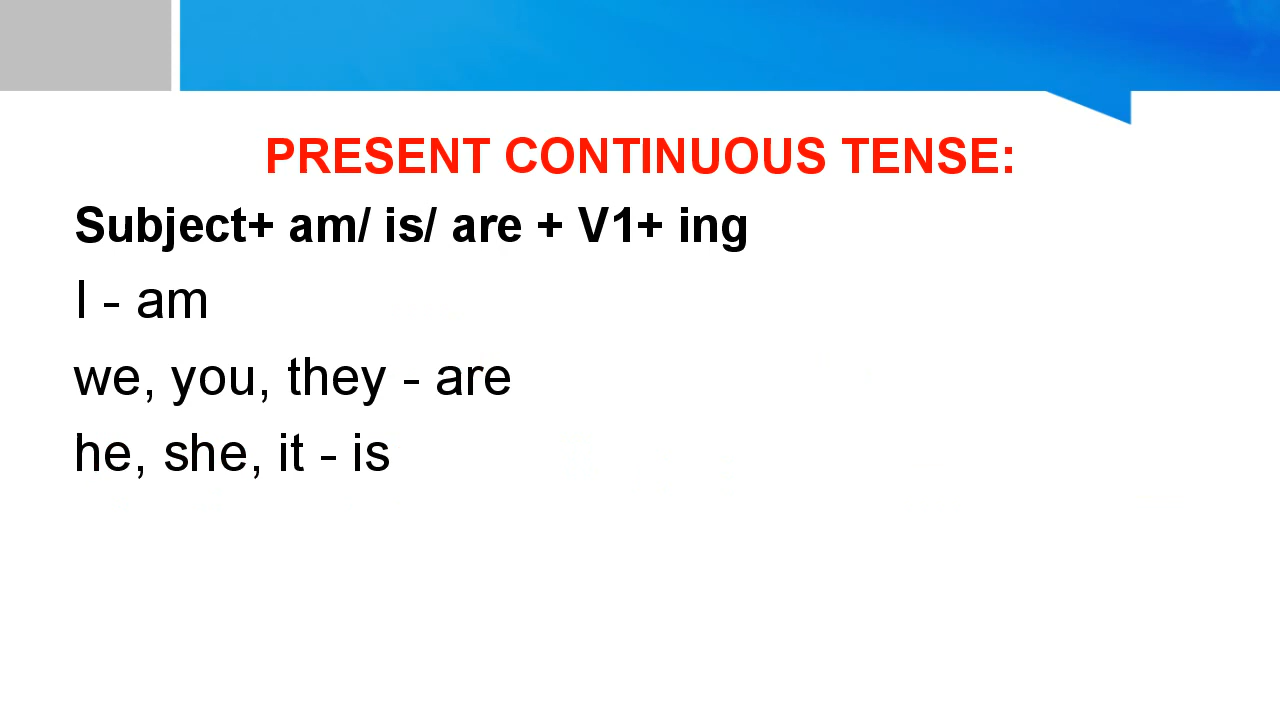 PRESENT CONTINUOUS TENSE:
Subject+ am/ is/ are + V1+ ing
I - am
we, you, they - are
he, she, it - is